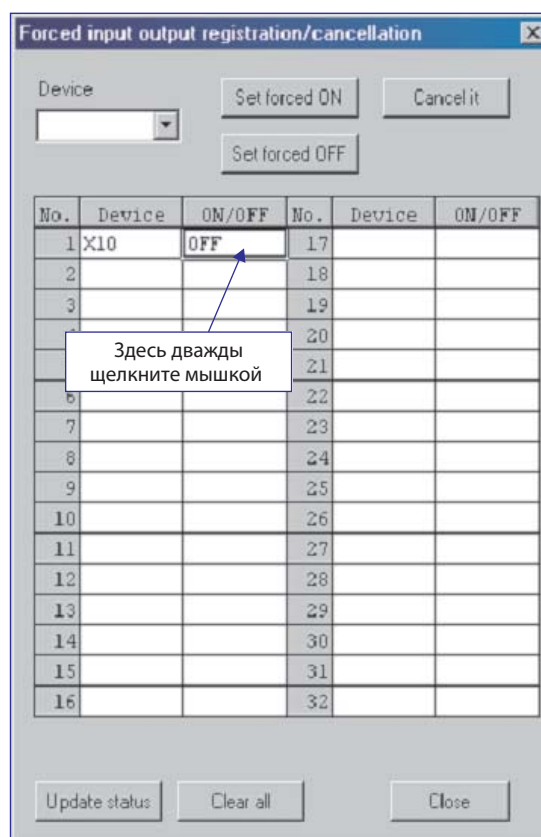 Forced input output registration/cancellation
Device
Set forced ON
Cancel it
Set forced OFF
No. Device ON/OFF No. Device ON/OFF
1 X10 OFF 17
2 18
3 19
20
21
6 22
7 23
8 24
9 25
10 26
11 27
12 28
13 29
14 30
15 31
16 32
Здесь дважды
щелкните мышкой
Update status
Clear all
Close